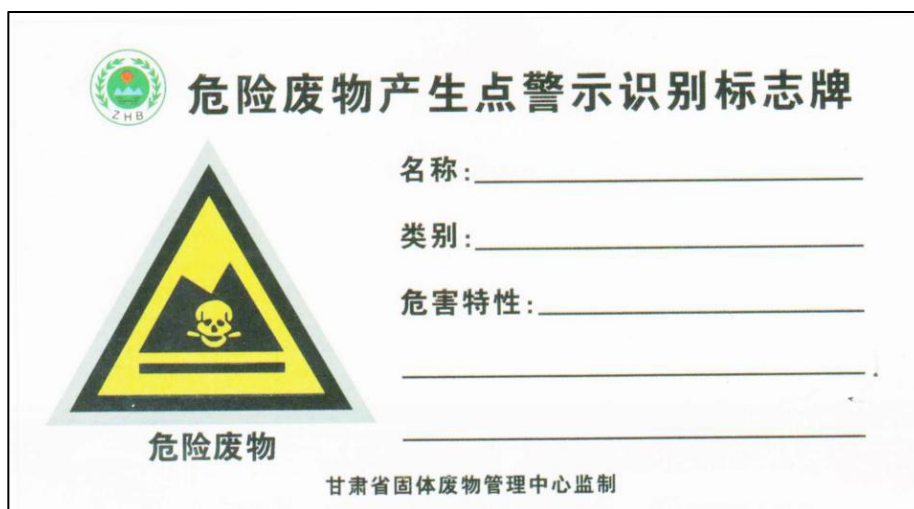 危险废物产生点警示识别标志牌
ZHB
名称:
类别:
危害特性:
危险废物
甘肃省固体废物管理中心监制